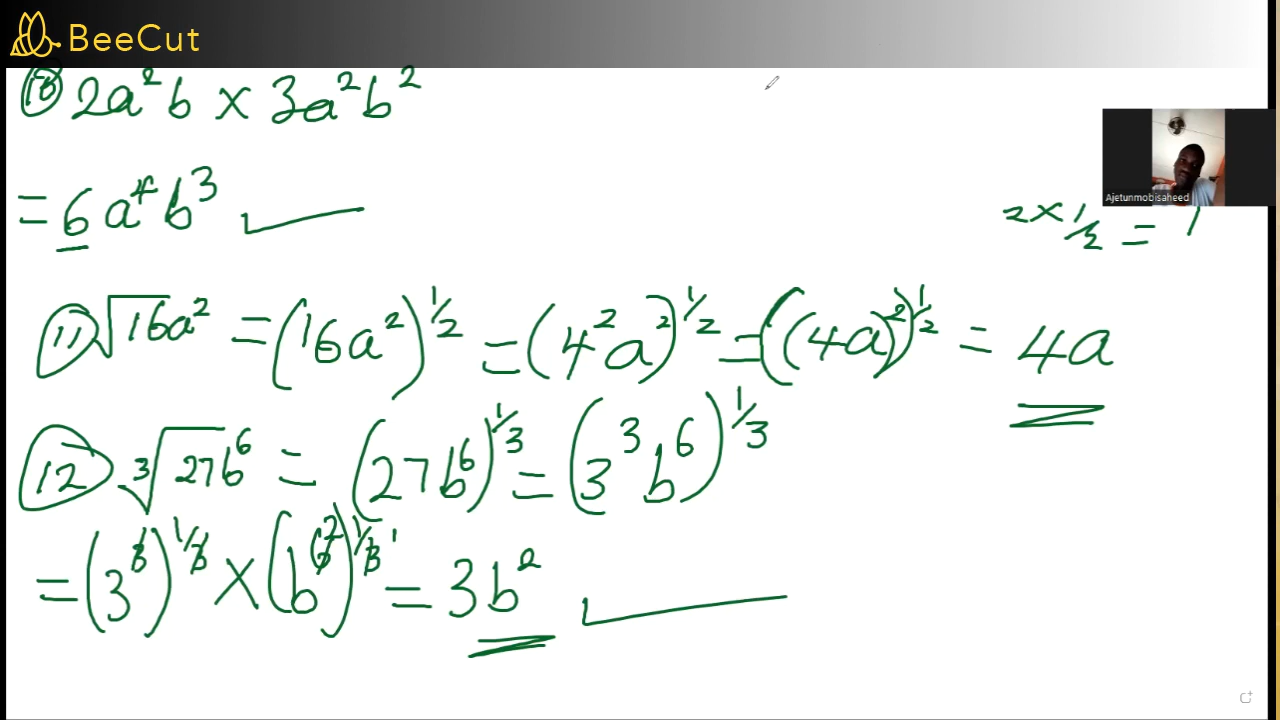 BeeCut
⑩ 2a²b × 3a²b²
= 6a⁴b³
Ajetunmobisaheed
2 × 1/2 = 1
⑪ √16a² = (16a²)^1/2 = (4²a²)^1/2 = ((4a)²)^1/2 = 4a
⑫ ³√27b⁶ = (27b⁶)^1/3 = (3³b⁶)^1/3
= (3³)^1/3 × (b⁶)^1/3 = 3b²